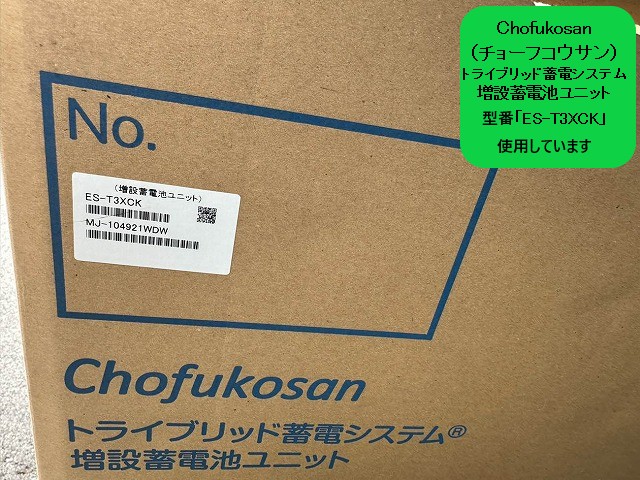 Chofukosan
（チョーフコウサン）
トライブリッド蓄電システム
増設蓄電池ユニット
型番｢ES-T3XCK｣
使用しています
No.
（増設蓄電池ユニット）
ES-T3XCK
MJ-104921WDW
Chofukosan
トライブリッド蓄電システム®
増設蓄電池ユニット